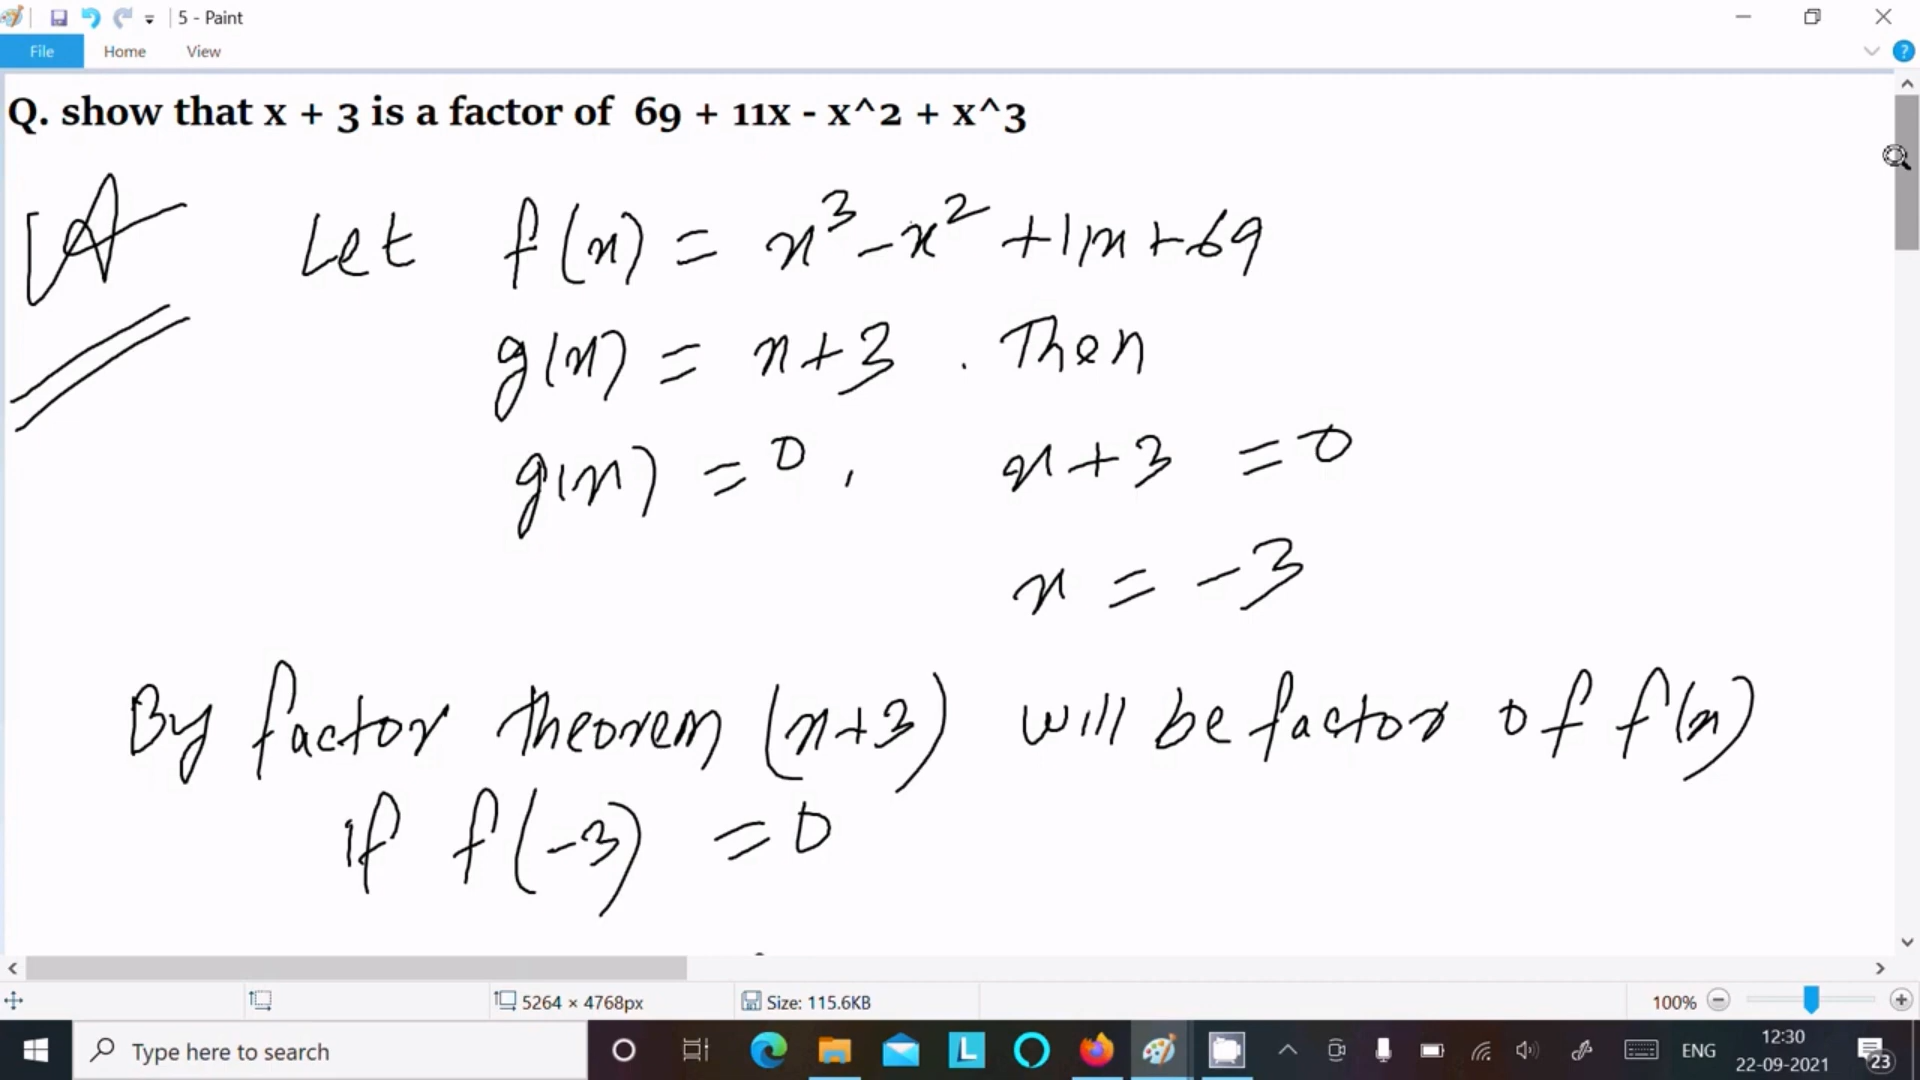 5 - Paint
File Home View
Q. show that x + 3 is a factor of 69 + 11x - x^2 + x^3
Let f(x) = x³ - x² + 11x + 69
g(x) = x + 3 . Then
g(x) = 0 , x + 3 = 0
x = -3
By factor theorem (x+3) will be factor of f(x)
if f(-3) = 0
5264 × 4768px Size: 115.6KB 100%
Type here to search L ENG 12:30
22-09-2021 23